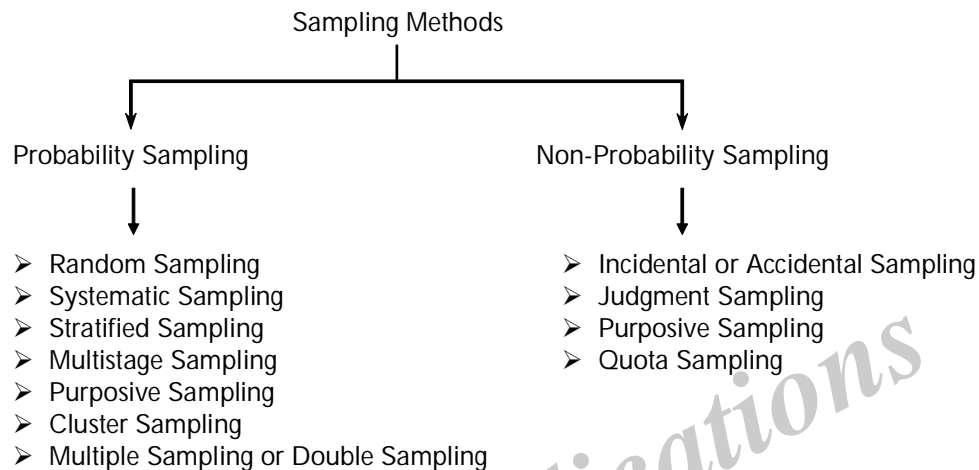 Sampling Methods
Probability Sampling
Non-Probability Sampling
➢ Random Sampling
➢ Systematic Sampling
➢ Stratified Sampling
➢ Multistage Sampling
➢ Purposive Sampling
➢ Cluster Sampling
➢ Multiple Sampling or Double Sampling
➢ Incidental or Accidental Sampling
➢ Judgment Sampling
➢ Purposive Sampling
➢ Quota Sampling